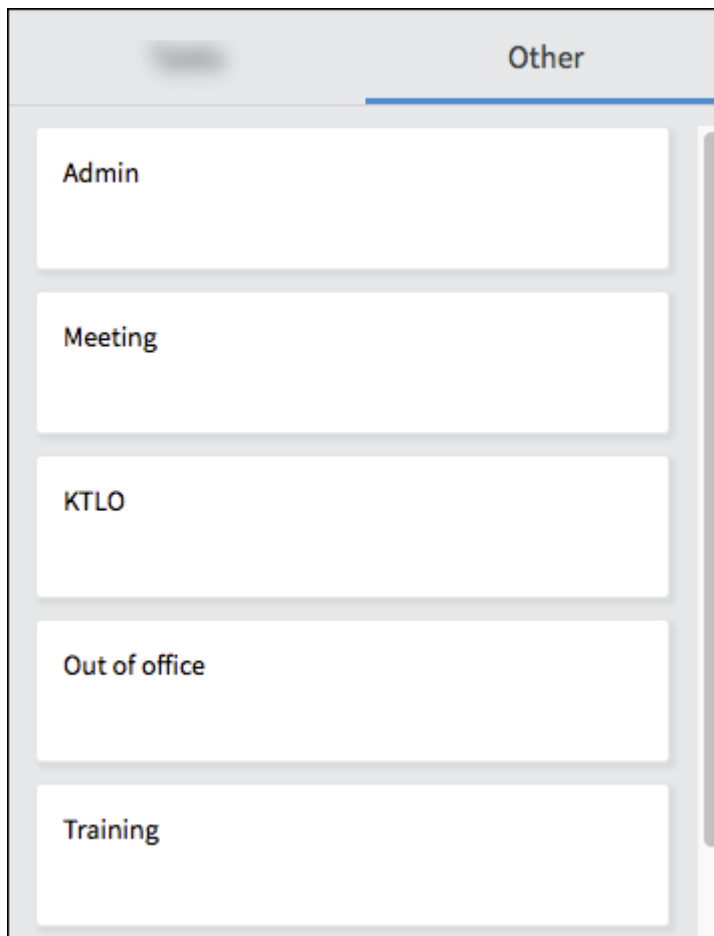 Other
Admin
Meeting
KTLO
Out of office
Training